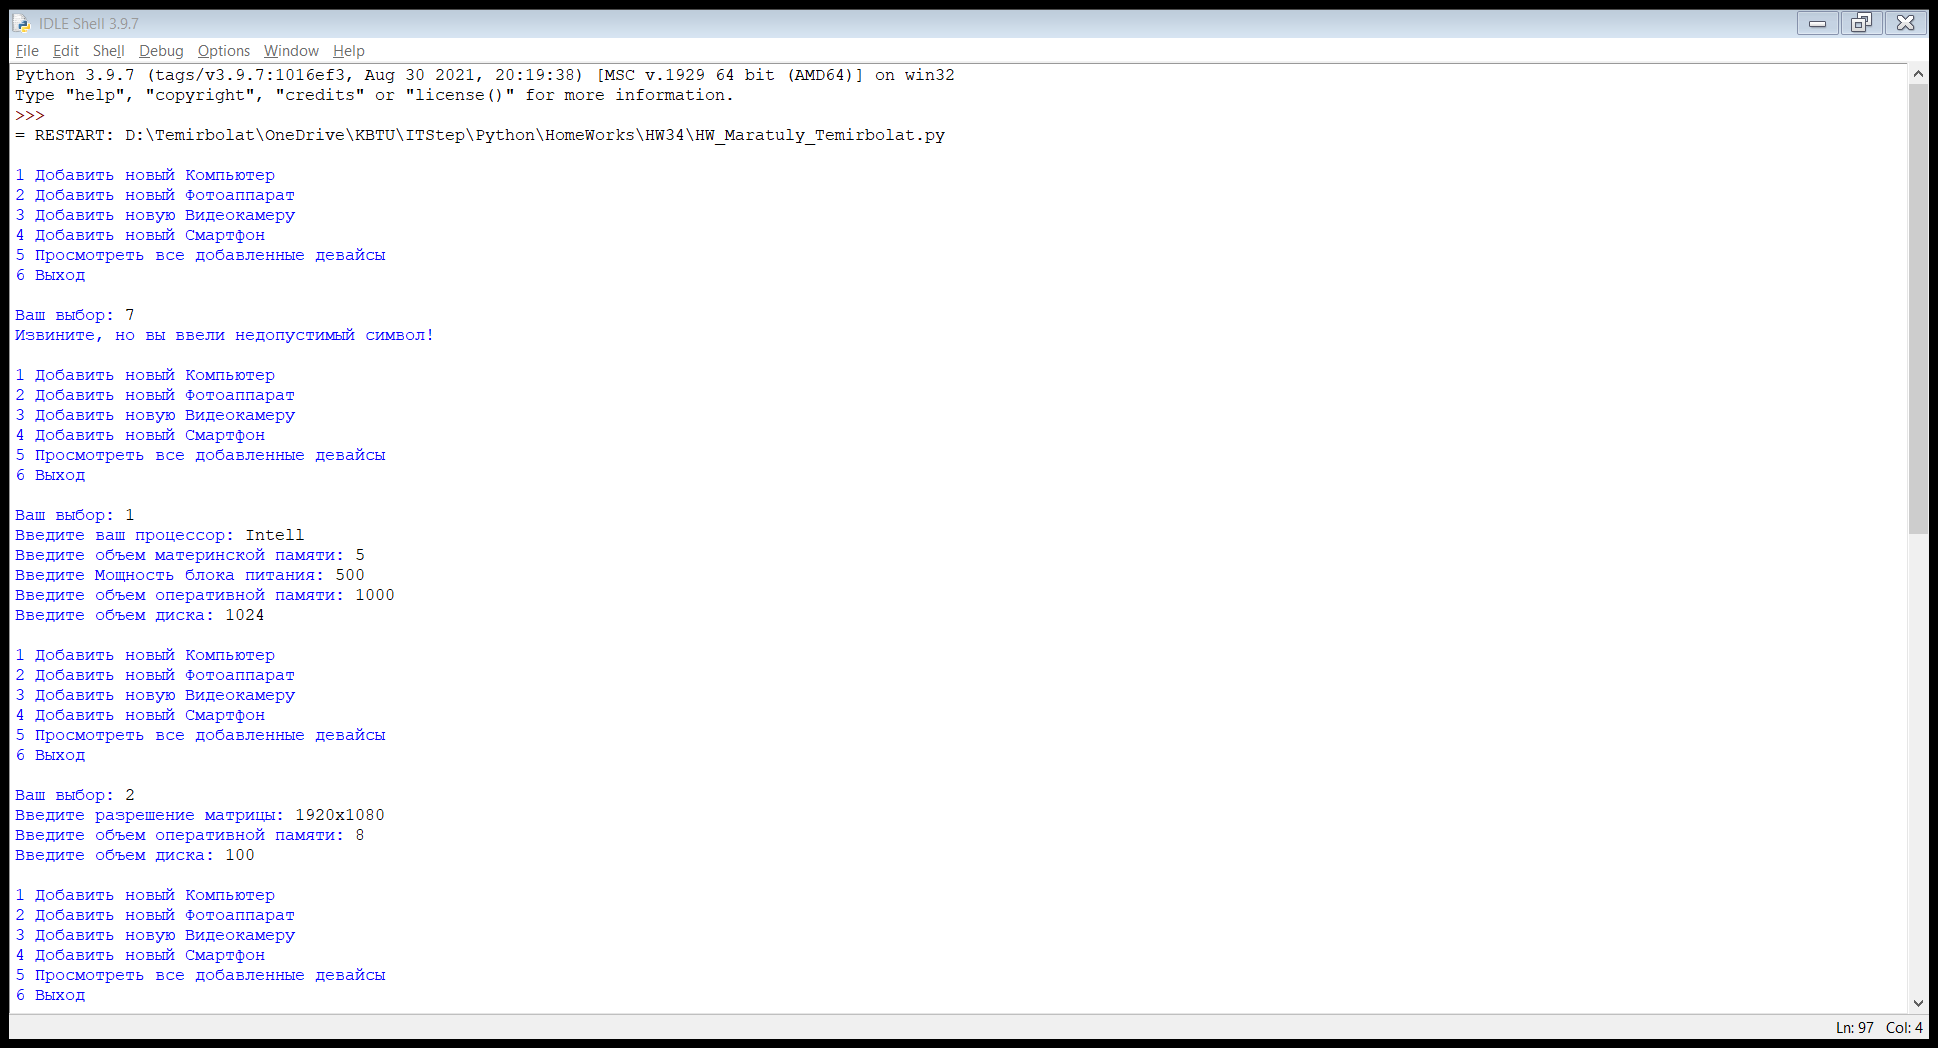 IDLE Shell 3.9.7
File Edit Shell Debug Options Window Help
Python 3.9.7 (tags/v3.9.7:1016ef3, Aug 30 2021, 20:19:38) [MSC v.1929 64 bit (AMD64)] on win32
Type "help", "copyright", "credits" or "license()" for more information.
>>>
= RESTART: D:\Temirbolat\OneDrive\KBTU\ITStep\Python\HomeWorks\HW34\HW_Maratuly_Temirbolat.py
1 Добавить новый Компьютер
2 Добавить новый Фотоаппарат
3 Добавить новую Видеокамеру
4 Добавить новый Смартфон
5 Просмотреть все добавленные девайсы
6 Выход
Ваш выбор: 7
Извините, но вы ввели недопустимый символ!
1 Добавить новый Компьютер
2 Добавить новый Фотоаппарат
3 Добавить новую Видеокамеру
4 Добавить новый Смартфон
5 Просмотреть все добавленные девайсы
6 Выход
Ваш выбор: 1
Введите ваш процессор: Intell
Введите объем материнской памяти: 5
Введите Мощность блока питания: 500
Введите объем оперативной памяти: 1000
Введите объем диска: 1024
1 Добавить новый Компьютер
2 Добавить новый Фотоаппарат
3 Добавить новую Видеокамеру
4 Добавить новый Смартфон
5 Просмотреть все добавленные девайсы
6 Выход
Ваш выбор: 2
Введите разрешение матрицы: 1920x1080
Введите объем оперативной памяти: 8
Введите объем диска: 100
1 Добавить новый Компьютер
2 Добавить новый Фотоаппарат
3 Добавить новую Видеокамеру
4 Добавить новый Смартфон
5 Просмотреть все добавленные девайсы
6 Выход
Ln: 97 Col: 4